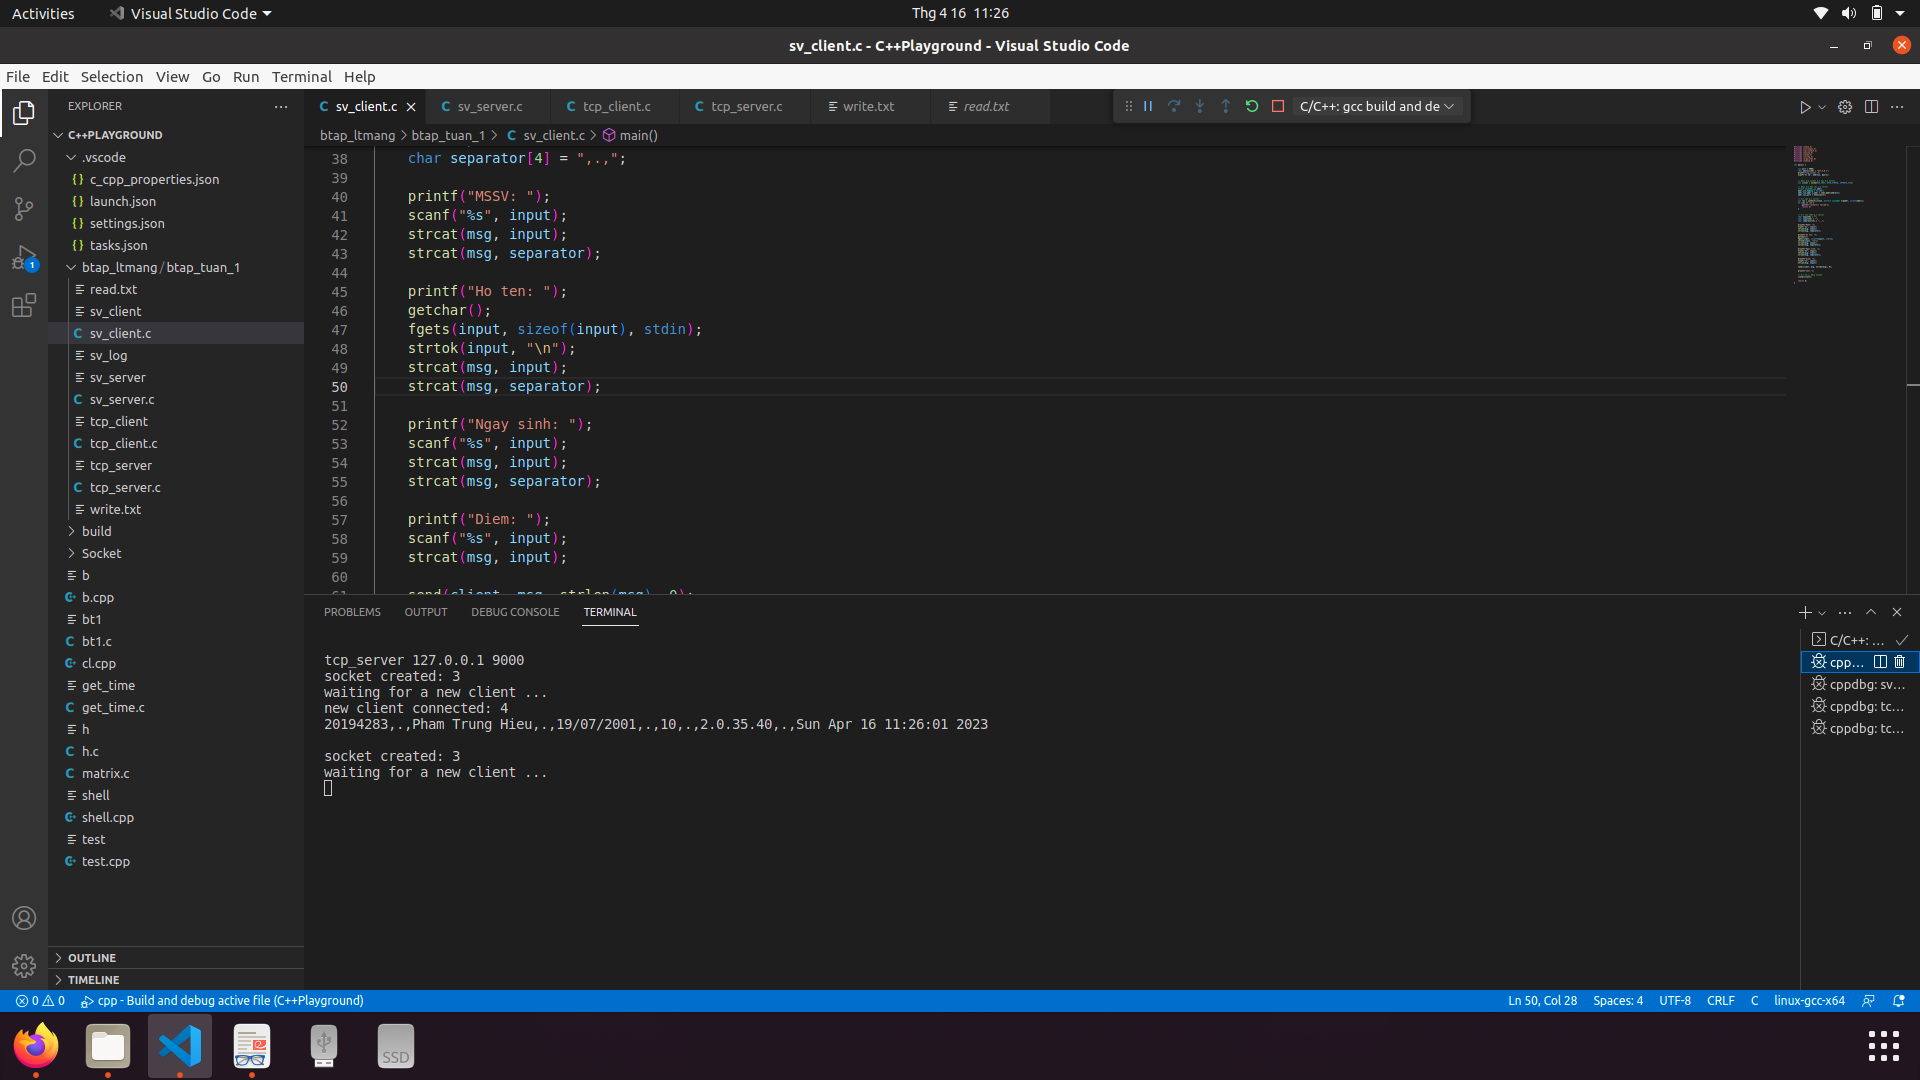 Activities
Visual Studio Code
Thg 4 16 11:26
sv_client.c - C++Playground - Visual Studio Code
File Edit Selection View Go Run Terminal Help
EXPLORER
C++PLAYGROUND
.vscode
c_cpp_properties.json
launch.json
settings.json
tasks.json
btap_ltmang / btap_tuan_1
read.txt
sv_client
sv_client.c
sv_log
sv_server
sv_server.c
tcp_client
tcp_client.c
tcp_server
tcp_server.c
write.txt
build
Socket
b
b.cpp
bt1
bt1.c
cl.cpp
get_time
get_time.c
h
h.c
matrix.c
shell
shell.cpp
test
test.cpp
OUTLINE
TIMELINE
1
sv_client.c sv_server.c tcp_client.c tcp_server.c write.txt read.txt
C/C++: gcc build and de
btap_ltmang > btap_tuan_1 > C sv_client.c > main()
38 char separator[4] = ",.,";
39
40 printf("MSSV: ");
41 scanf("%s", input);
42 strcat(msg, input);
43 strcat(msg, separator);
44
45 printf("Ho ten: ");
46 getchar();
47 fgets(input, sizeof(input), stdin);
48 strtok(input, "\n");
49 strcat(msg, input);
50 strcat(msg, separator);
51
52 printf("Ngay sinh: ");
53 scanf("%s", input);
54 strcat(msg, input);
55 strcat(msg, separator);
56
57 printf("Diem: ");
58 scanf("%s", input);
59 strcat(msg, input);
60
61 send(client, msg, strlen(msg), 0);
PROBLEMS OUTPUT DEBUG CONSOLE TERMINAL
tcp_server 127.0.0.1 9000
socket created: 3
waiting for a new client ...
new client connected: 4
20194283,.,Pham Trung Hieu,.,19/07/2001,.,10,.,2.0.35.40,.,Sun Apr 16 11:26:01 2023
socket created: 3
waiting for a new client ...
C/C++: ...
cpp...
cppdbg: sv...
cppdbg: tc...
cppdbg: tc...
0 0 cpp - Build and debug active file (C++Playground)
Ln 50, Col 28 Spaces: 4 UTF-8 CRLF C linux-gcc-x64
SSD